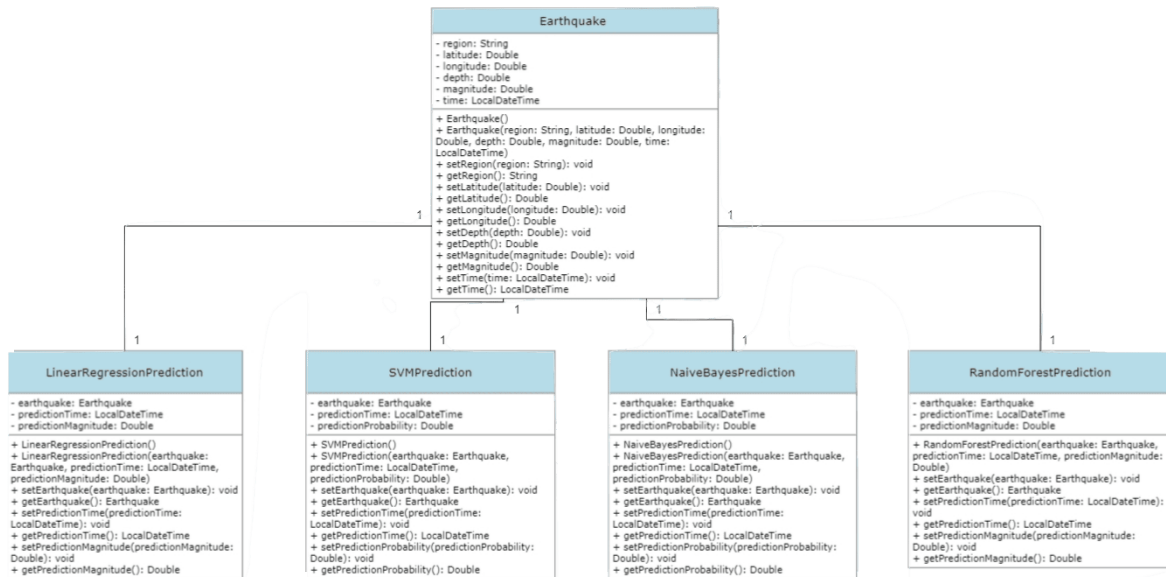 Earthquake
- region: String
- latitude: Double
- longitude: Double
- depth: Double
- magnitude: Double
- time: LocalDateTime
+ Earthquake()
+ Earthquake(region: String, latitude: Double, longitude:
Double, depth: Double, magnitude: Double, time:
LocalDateTime)
+ setRegion(region: String): void
+ getRegion(): String
+ setLatitude(latitude: Double): void
+ getLatitude(): Double
+ setLongitude(longitude: Double): void
+ getLongitude(): Double
+ setDepth(depth: Double): void
+ getDepth(): Double
+ setMagnitude(magnitude: Double): void
+ getMagnitude(): Double
+ setTime(time: LocalDateTime): void
+ getTime(): LocalDateTime
1
1
1
1
1
1
1
1
LinearRegressionPrediction
- earthquake: Earthquake
- predictionTime: LocalDateTime
- predictionMagnitude: Double
+ LinearRegressionPrediction()
+ LinearRegressionPrediction(earthquake:
Earthquake, predictionTime: LocalDateTime,
predictionMagnitude: Double)
+ setEarthquake(earthquake: Earthquake): void
+ getEarthquake(): Earthquake
+ setPredictionTime(predictionTime:
LocalDateTime): void
+ getPredictionTime(): LocalDateTime
+ setPredictionMagnitude(predictionMagnitude:
Double): void
+ getPredictionMagnitude(): Double
SVMPrediction
- earthquake: Earthquake
- predictionTime: LocalDateTime
- predictionProbability: Double
+ SVMPrediction()
+ SVMPrediction(earthquake: Earthquake,
predictionTime: LocalDateTime,
predictionProbability: Double)
+ setEarthquake(earthquake: Earthquake): void
+ getEarthquake(): Earthquake
+ setPredictionTime(predictionTime:
LocalDateTime): void
+ getPredictionTime(): LocalDateTime
+ setPredictionProbability(predictionProbability:
Double): void
+ getPredictionProbability(): Double
NaiveBayesPrediction
- earthquake: Earthquake
- predictionTime: LocalDateTime
- predictionProbability: Double
+ NaiveBayesPrediction()
+ NaiveBayesPrediction(earthquake: Earthquake,
predictionTime: LocalDateTime,
predictionProbability: Double)
+ setEarthquake(earthquake: Earthquake): void
+ getEarthquake(): Earthquake
+ setPredictionTime(predictionTime:
LocalDateTime): void
+ getPredictionTime(): LocalDateTime
+ setPredictionProbability(predictionProbability:
Double): void
+ getPredictionProbability(): Double
RandomForestPrediction
- earthquake: Earthquake
- predictionTime: LocalDateTime
- predictionMagnitude: Double
+ RandomForestPrediction(earthquake: Earthquake,
predictionTime: LocalDateTime, predictionMagnitude:
Double)
+ setEarthquake(earthquake: Earthquake): void
+ getEarthquake(): Earthquake
+ setPredictionTime(predictionTime: LocalDateTime):
void
+ getPredictionTime(): LocalDateTime
+ setPredictionMagnitude(predictionMagnitude:
Double): void
+ getPredictionMagnitude(): Double